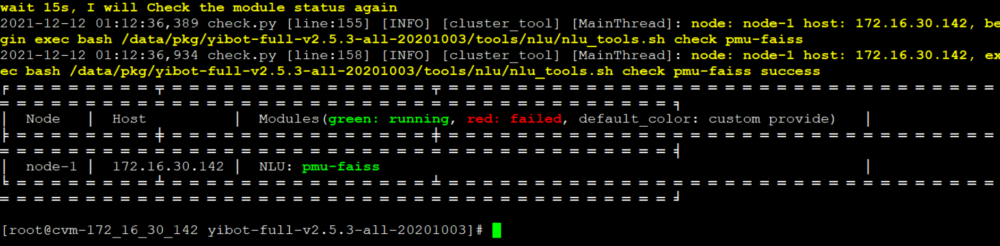 wait 15s, I will Check the module status again
2021-12-12 01:12:36,389 check.py [line:155] [INFO] [cluster_tool] [MainThread]: node: node-1 host: 172.16.30.142, be
gin exec bash /data/pkg/yibot-full-v2.5.3-all-20201003/tools/nlu/nlu_tools.sh check pmu-faiss
2021-12-12 01:12:36,934 check.py [line:158] [INFO] [cluster_tool] [MainThread]: node: node-1 host: 172.16.30.142, ex
ec bash /data/pkg/yibot-full-v2.5.3-all-20201003/tools/nlu/nlu_tools.sh check pmu-faiss success
│ Node │ Host │ Modules(green: running, red: failed, default_color: custom provide) │
│ node-1 │ 172.16.30.142 │ NLU: pmu-faiss │
[root@cvm-172_16_30_142 yibot-full-v2.5.3-all-20201003]#